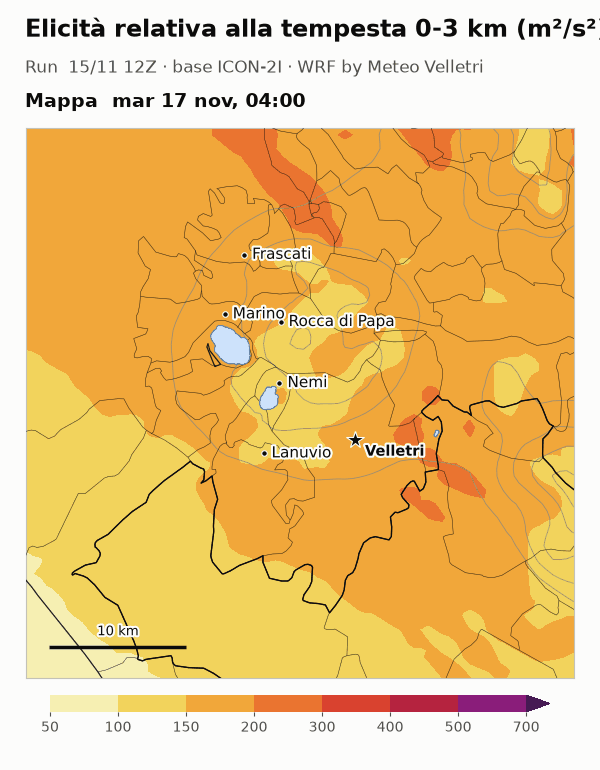 Elicità relativa alla tempesta 0-3 km (m²/s²)
Run 15/11 12Z · base ICON-2I · WRF by Meteo Velletri
Mappa mar 17 nov, 04:00
Frascati
Marino
Rocca di Papa
Nemi
Lanuvio
Velletri
10 km
50 100 150 200 300 400 500 700